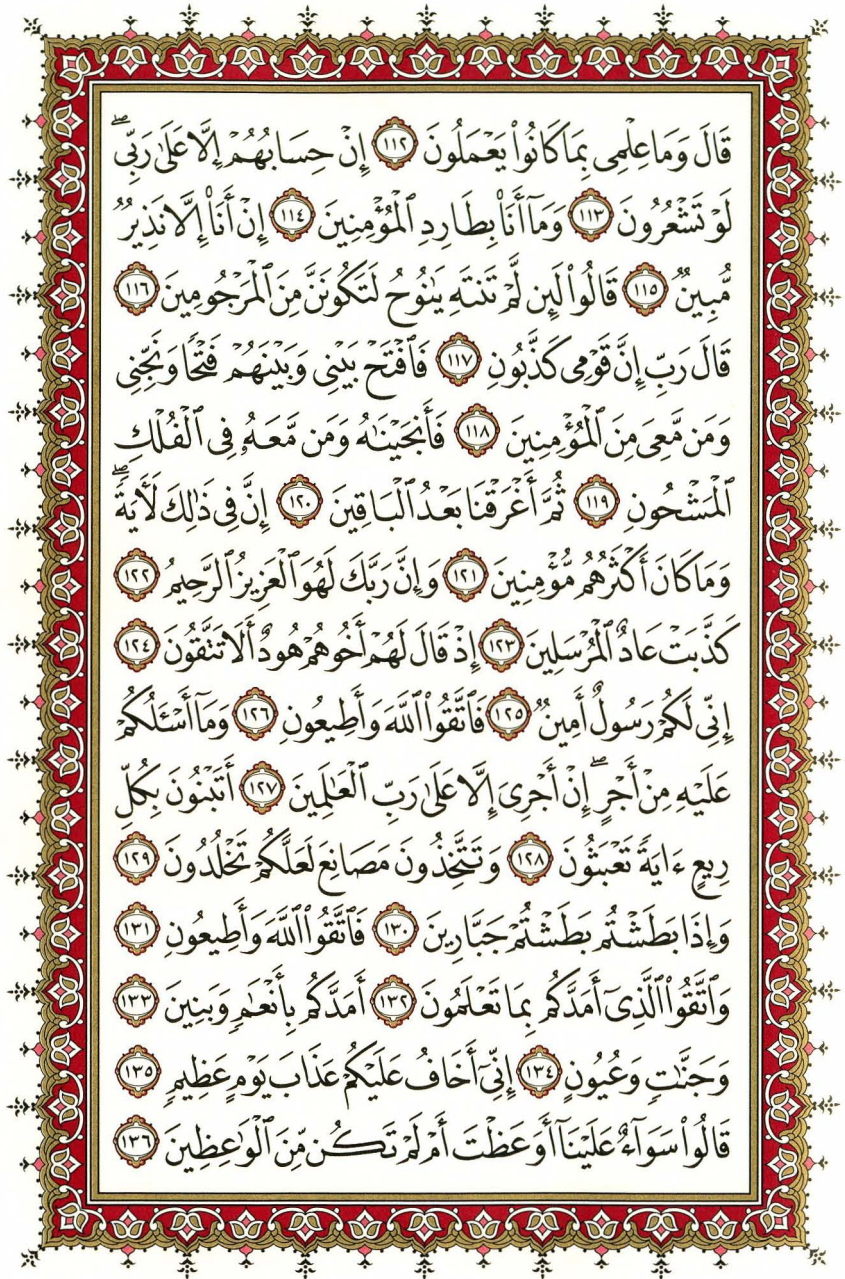 قَالَ وَمَا عِلْمِى بِمَا كَانُوا۟ يَعْمَلُونَ ١١٢ إِنْ حِسَابُهُمْ إِلَّا عَلَىٰ رَبِّى ۖ
لَوْ تَشْعُرُونَ ١١٣ وَمَآ أَنَا۠ بِطَارِدِ ٱلْمُؤْمِنِينَ ١١٤ إِنْ أَنَا۠ إِلَّا نَذِيرٌ
مُّبِينٌ ١١٥ قَالُوا۟ لَئِن لَّمْ تَنتَهِ يَٰنُوحُ لَتَكُونَنَّ مِنَ ٱلْمَرْجُومِينَ ١١٦
قَالَ رَبِّ إِنَّ قَوْمِى كَذَّبُونِ ١١٧ فَٱفْتَحْ بَيْنِى وَبَيْنَهُمْ فَتْحًا وَنَجِّنِى
وَمَن مَّعِىَ مِنَ ٱلْمُؤْمِنِينَ ١١٨ فَأَنجَيْنَٰهُ وَمَن مَّعَهُۥ فِى ٱلْفُلْكِ
ٱلْمَشْحُونِ ١١٩ ثُمَّ أَغْرَقْنَا بَعْدُ ٱلْبَاقِينَ ١٢٠ إِنَّ فِى ذَٰلِكَ لَءَايَةً ۖ
وَمَا كَانَ أَكْثَرُهُم مُّؤْمِنِينَ ١٢١ وَإِنَّ رَبَّكَ لَهُوَ ٱلْعَزِيزُ ٱلرَّحِيمُ ١٢٢
كَذَّبَتْ عَادٌ ٱلْمُرْسَلِينَ ١٢٣ إِذْ قَالَ لَهُمْ أَخُوهُمْ هُودٌ أَلَا تَتَّقُونَ ١٢٤
إِنِّى لَكُمْ رَسُولٌ أَمِينٌ ١٢٥ فَٱتَّقُوا۟ ٱللَّهَ وَأَطِيعُونِ ١٢٦ وَمَآ أَسْـَٔلُكُمْ
عَلَيْهِ مِنْ أَجْرٍ ۖ إِنْ أَجْرِىَ إِلَّا عَلَىٰ رَبِّ ٱلْعَٰلَمِينَ ١٢٧ أَتَبْنُونَ بِكُلِّ
رِيعٍ ءَايَةً تَعْبَثُونَ ١٢٨ وَتَتَّخِذُونَ مَصَانِعَ لَعَلَّكُمْ تَخْلُدُونَ ١٢٩
وَإِذَا بَطَشْتُم بَطَشْتُمْ جَبَّارِينَ ١٣٠ فَٱتَّقُوا۟ ٱللَّهَ وَأَطِيعُونِ ١٣١
وَٱتَّقُوا۟ ٱلَّذِىٓ أَمَدَّكُم بِمَا تَعْلَمُونَ ١٣٢ أَمَدَّكُم بِأَنْعَٰمٍ وَبَنِينَ ١٣٣
وَجَنَّٰتٍ وَعُيُونٍ ١٣٤ إِنِّىٓ أَخَافُ عَلَيْكُمْ عَذَابَ يَوْمٍ عَظِيمٍ ١٣٥
قَالُوا۟ سَوَآءٌ عَلَيْنَآ أَوَعَظْتَ أَمْ لَمْ تَكُن مِّنَ ٱلْوَٰعِظِينَ ١٣٦